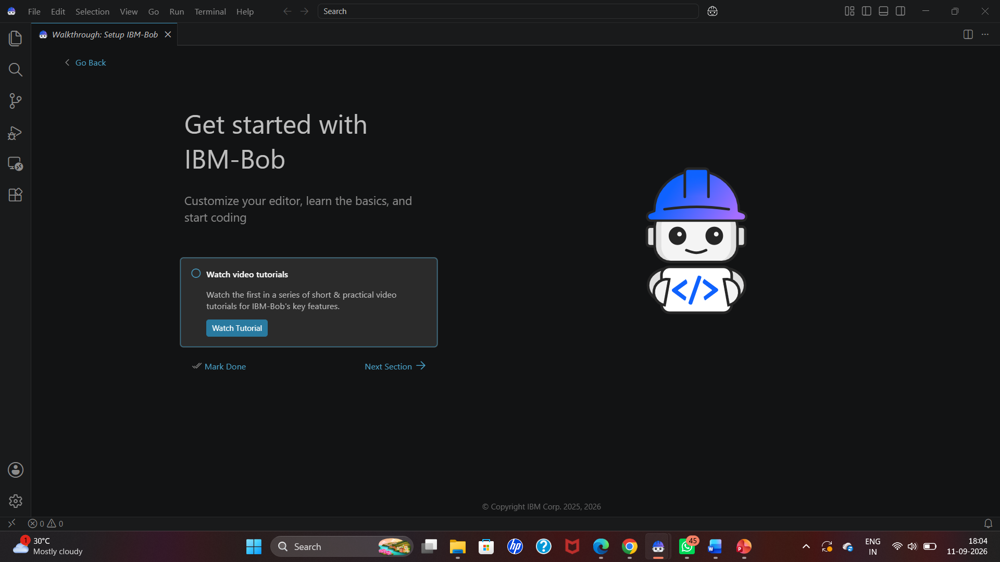 File Edit Selection View Go Run Terminal Help
Search
Walkthrough: Setup IBM-Bob
Go Back
Get started with
IBM-Bob
Customize your editor, learn the basics, and
start coding
Watch video tutorials
Watch the first in a series of short & practical video
tutorials for IBM-Bob's key features.
Watch Tutorial
Mark Done
Next Section
</>
© Copyright IBM Corp. 2025, 2026
0 0
1
30°C
Mostly cloudy
Search
hp
?
45
W
P
ENG
IN
18:04
11-09-2026